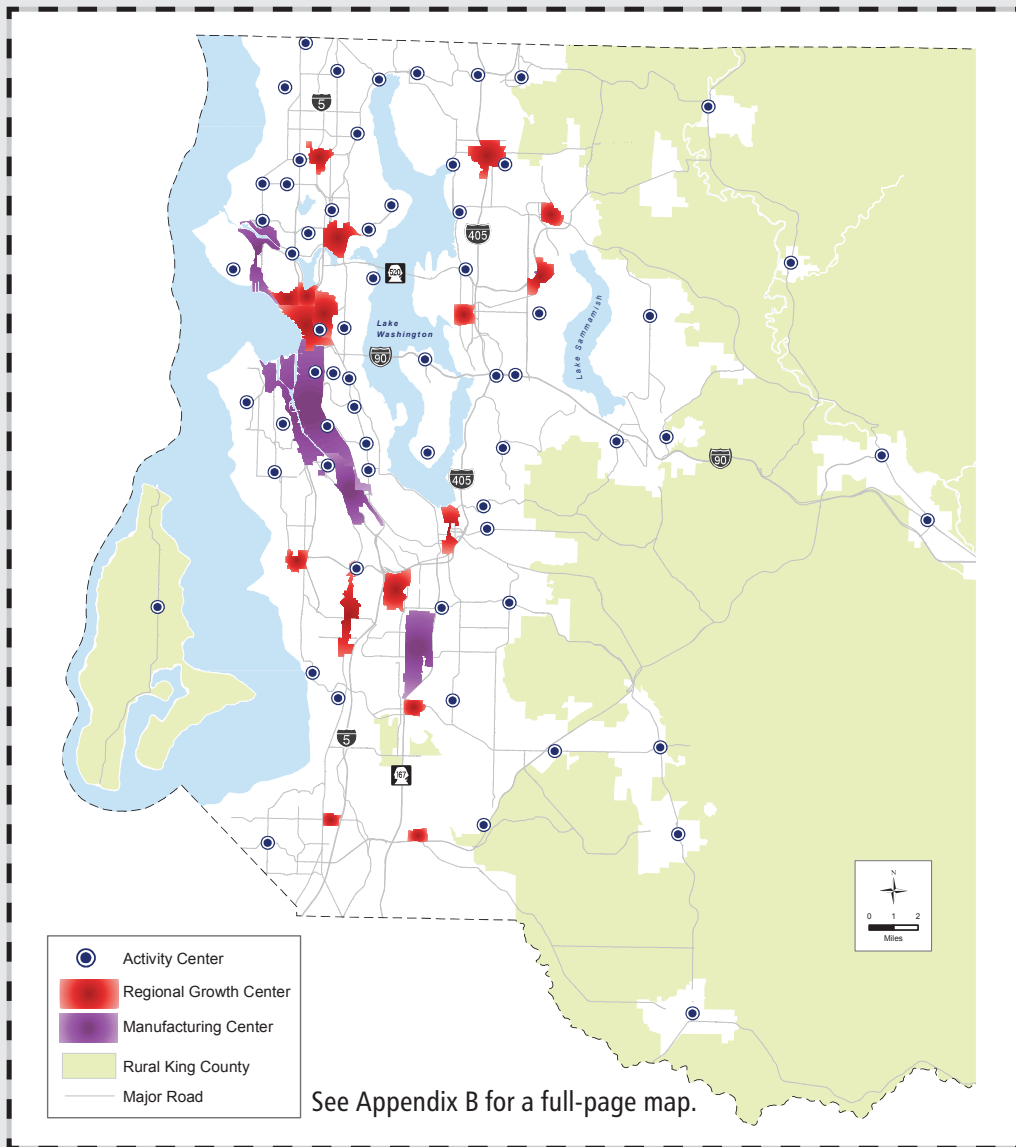 5
405
520
Lake
Washington
90
Lake Sammamish
405
90
5
167
N
0 1 2
Miles
Activity Center
Regional Growth Center
Manufacturing Center
Rural King County
Major Road
See Appendix B for a full-page map.